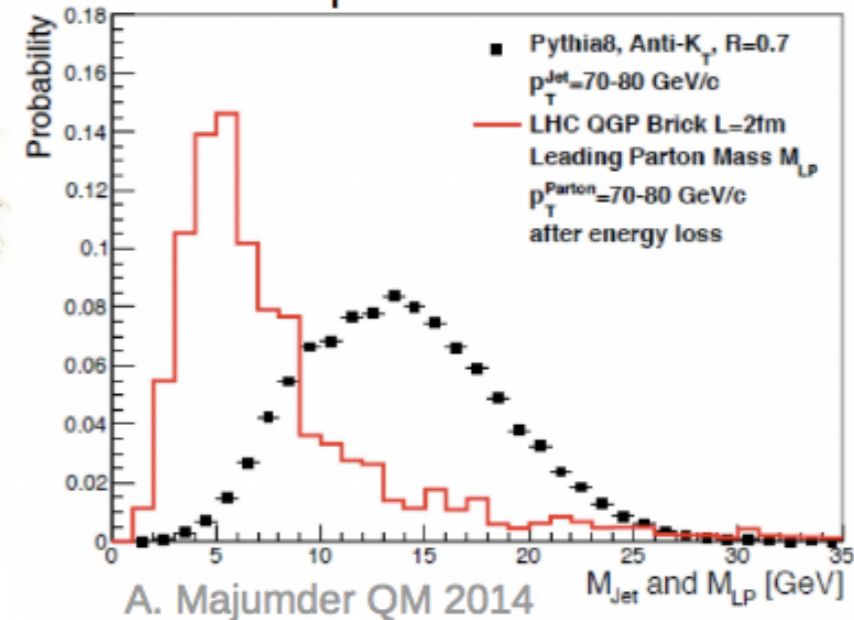 Probability
0.18
0.16
0.14
0.12
0.1
0.08
0.06
0.04
0.02
0
Pythia8, Anti-K_T, R=0.7
p_T^Jet=70-80 GeV/c
LHC QGP Brick L=2fm
Leading Parton Mass M_LP
p_T^Parton=70-80 GeV/c
after energy loss
0 5 10 15 20 25 30 35
M_Jet and M_LP [GeV]
A. Majumder QM 2014